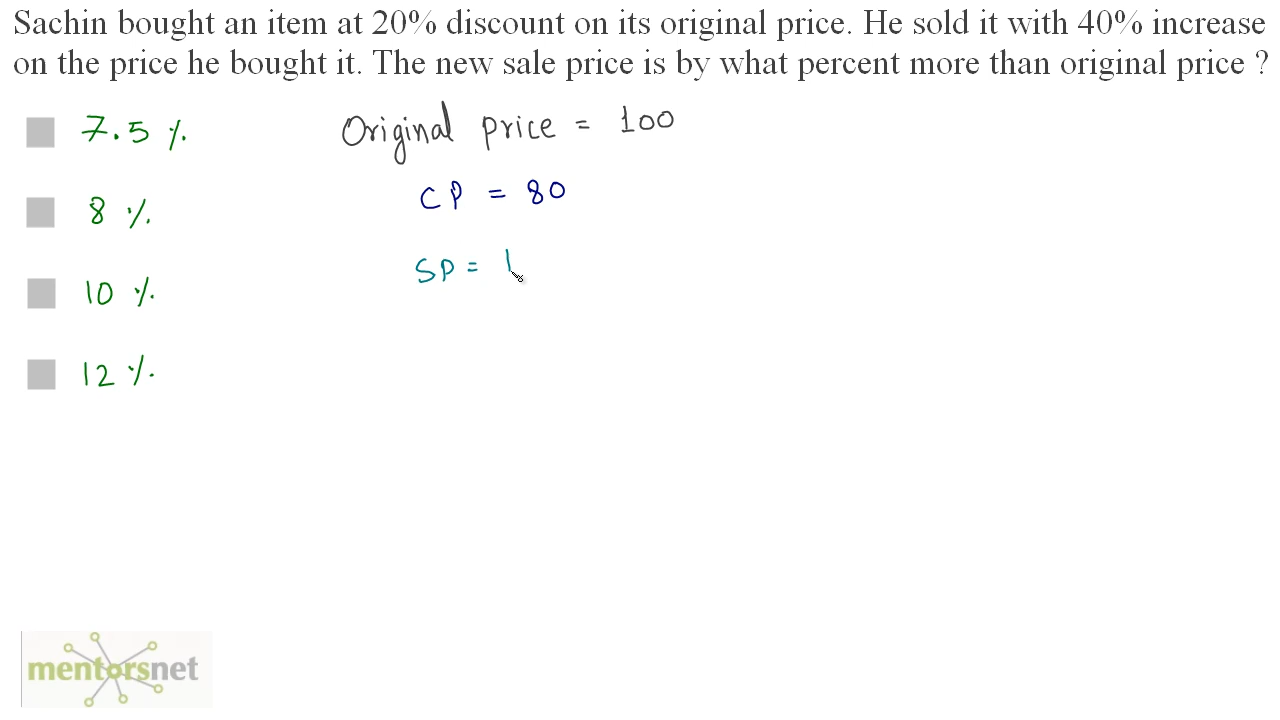 Sachin bought an item at 20% discount on its original price. He sold it with 40% increase
on the price he bought it. The new sale price is by what percent more than original price ?
7.5 %
Original price = 100
8 %
CP = 80
10 %
SP = 1
12 %
mentorsnet